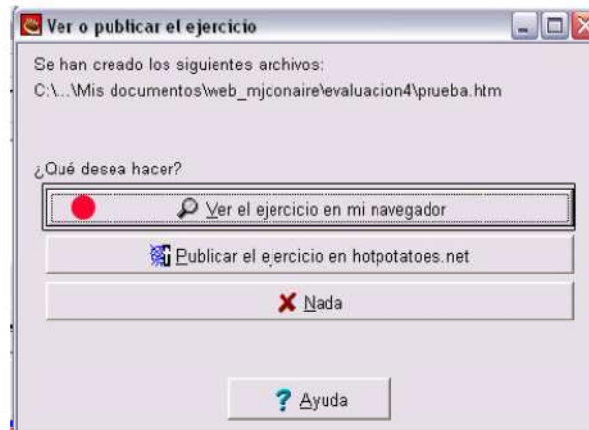 Ver o publicar el ejercicio
Se han creado los siguientes archivos:
C:\...\Mis documentos\web_mjconaire\evaluacion4\prueba.htm
¿Qué desea hacer?
Ver el ejercicio en mi navegador
Publicar el ejercicio en hotpotatoes.net
Nada
Ayuda